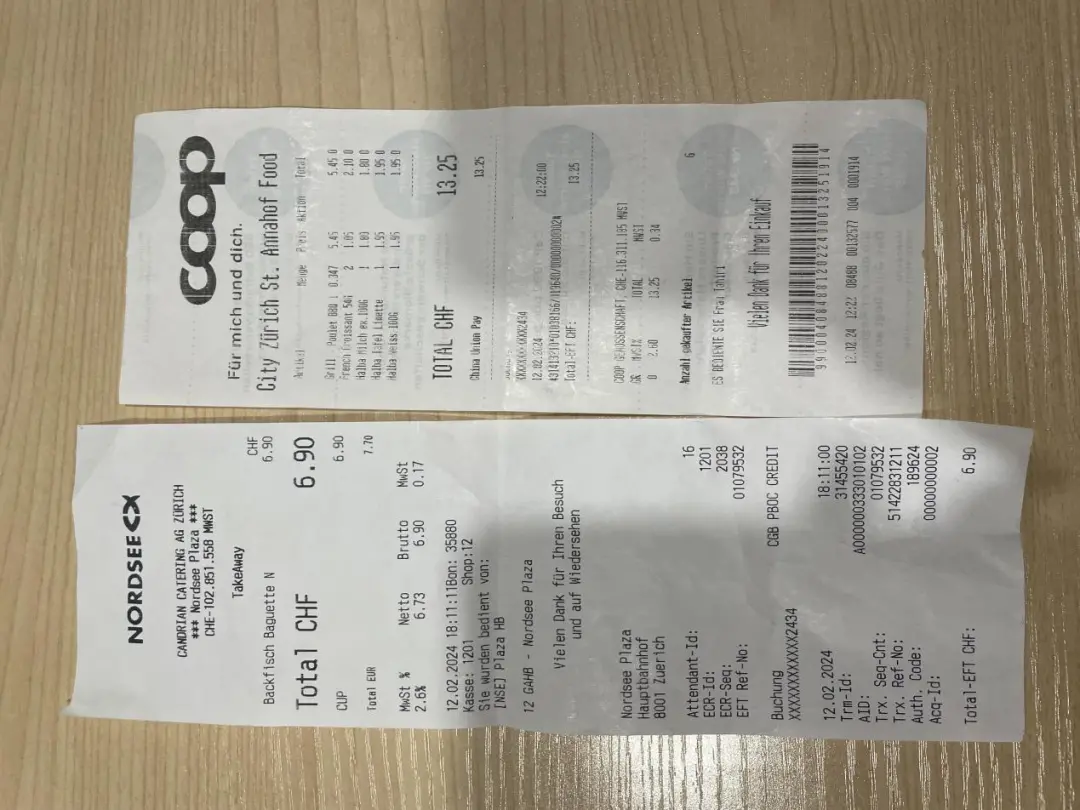 coop
Für mich und dich.
City Zürich St. Annahof Food
Artikel Menge Preis Aktion Total
Grill Poulet 0.347 5.45 5.45 0
French Croissant 2 1.05 2.10 0
Halba Milch 100G 1 1.80 1.80 0
Halba Tafel Limette 1 1.95 1.95 0
Halba Weiss 100G 1 1.95 1.95 0
TOTAL CHF 13.25
China Union Pay 13.25
12.02.2024 12:22:00
Total-EFT CHF: 13.25
COOP GENOSSENSCHAFT, CHE-116.311.185 MWST
GR MWST% TOTAL MWST
0 2.60 13.25 0.34
Anzahl gekaufter Artikel 6
ES BEDIENTE SIE Frau Tahiri
Vielen Dank für Ihren Einkauf
12.02.24 12:22 08488 00132577 004 0001914
NORDSEE
CANDRIAN CATERING AG ZÜRICH
*** Nordsee Plaza ***
CHE-102.851.558 MWST
TakeAway
CHF
Backfisch Baguette N 6.90
Total CHF 6.90
CUP 6.90
Total EUR 7.70
MwSt % Netto Brutto MwSt
2.6% 6.73 6.90 0.17
12.02.2024 18:11:11Bon: 35880
Kasse: 1201 Shop:12
Sie wurden bedient von:
[NSE] Plaza HB
12 GAHB - Nordsee Plaza
Vielen Dank für Ihren Besuch
und auf Wiedersehen
Nordsee Plaza
Hauptbahnhof
8001 Zuerich
Attendant-Id: 16
ECR-Id: 1201
ECR-Seq: 2038
EFT Ref-No: 01079532
CGB PBOC CREDIT
Buchung
XXXXXXXXXXXX2434
12.02.2024 18:11:00
Trm-Id: 31455420
AID: A000000333010102
Trx. Seq-Cnt: 01079532
Trx. Ref-No: 51422831211
Auth. Code: 189624
Acq-Id: 00000000002
Total-EFT CHF: 6.90